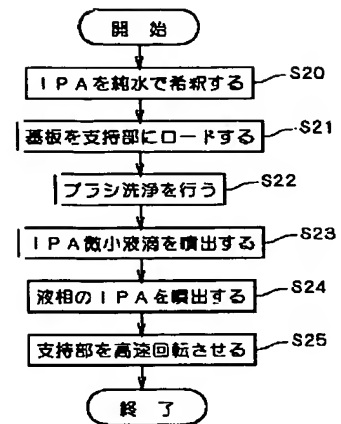 開 始
IPAを純水で希釈する
S20
基板を支持部にロードする
S21
ブラシ洗浄を行う
S22
IPA微小液滴を噴出する
S23
液相のIPAを噴出する
S24
支持部を高速回転させる
S25
終 了